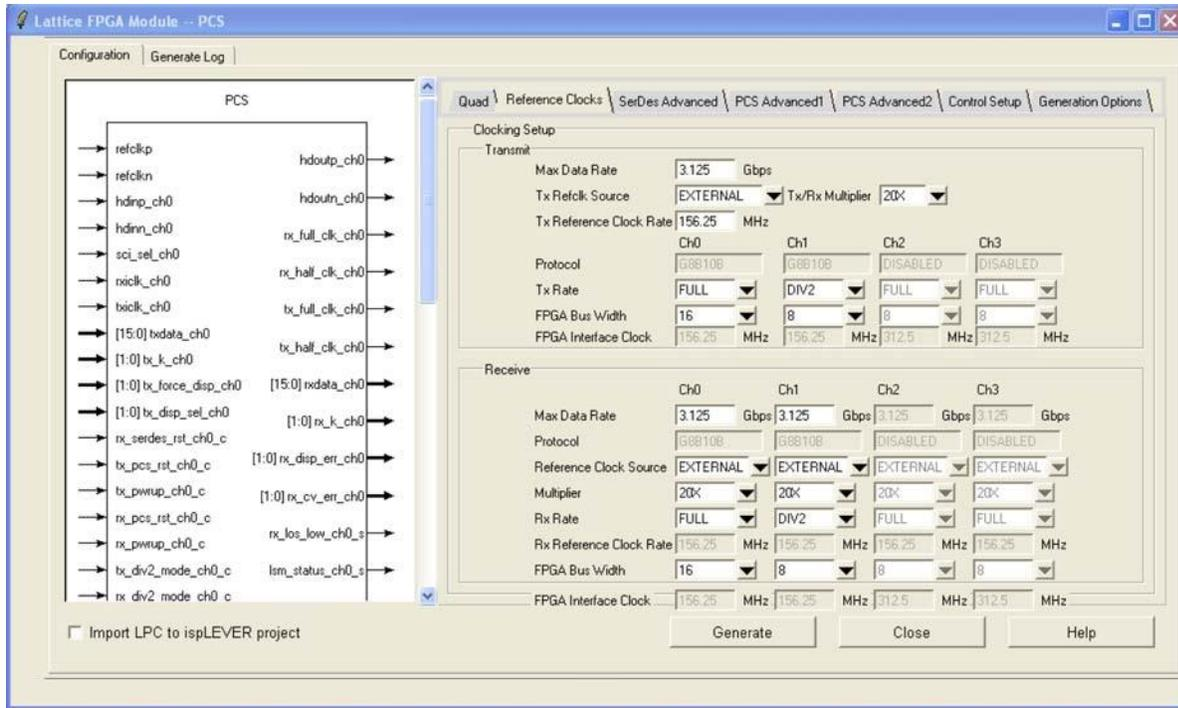 Lattice FPGA Module -- PCS
Configuration Generate Log
PCS
refclkp
refclkn
hdinp_ch0
hdinn_ch0
sci_sel_ch0
rxiclk_ch0
txiclk_ch0
[15:0] txdata_ch0
[1:0] tx_k_ch0
[1:0] tx_force_disp_ch0
[1:0] tx_disp_sel_ch0
rx_serdes_rst_ch0_c
tx_pcs_rst_ch0_c
tx_pwrup_ch0_c
rx_pcs_rst_ch0_c
rx_pwrup_ch0_c
tx_div2_mode_ch0_c
rx_div2_mode_ch0_c
hdoutp_ch0
hdoutn_ch0
rx_full_clk_ch0
rx_half_clk_ch0
tx_full_clk_ch0
tx_half_clk_ch0
[15:0] rxdata_ch0
[1:0] rx_k_ch0
[1:0] rx_disp_err_ch0
[1:0] rx_cv_err_ch0
rx_los_low_ch0_s
lsm_status_ch0_s
Quad Reference Clocks SerDes Advanced PCS Advanced1 PCS Advanced2 Control Setup Generation Options
Clocking Setup
Transmit
Max Data Rate 3.125 Gbps
Tx Refclk Source EXTERNAL Tx/Rx Multiplier 20X
Tx Reference Clock Rate 156.25 MHz
Ch0 Ch1 Ch2 Ch3
Protocol G8B10B G8B10B DISABLED DISABLED
Tx Rate FULL DIV2 FULL FULL
FPGA Bus Width 16 8 8 8
FPGA Interface Clock 156.25 MHz 156.25 MHz 312.5 MHz 312.5 MHz
Receive
Ch0 Ch1 Ch2 Ch3
Max Data Rate 3.125 Gbps 3.125 Gbps 3.125 Gbps 3.125 Gbps
Protocol G8B10B G8B10B DISABLED DISABLED
Reference Clock Source EXTERNAL EXTERNAL EXTERNAL EXTERNAL
Multiplier 20X 20X 20X 20X
Rx Rate FULL DIV2 FULL FULL
Rx Reference Clock Rate 156.25 MHz 156.25 MHz 156.25 MHz 156.25 MHz
FPGA Bus Width 16 8 8 8
FPGA Interface Clock 156.25 MHz 156.25 MHz 312.5 MHz 312.5 MHz
Import LPC to ispLEVER project
Generate Close Help